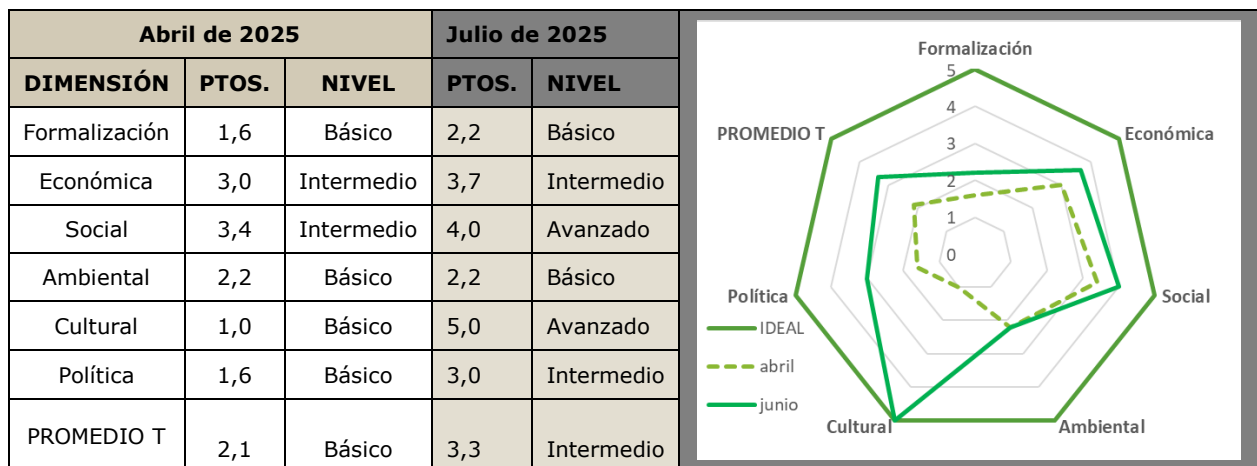 Abril de 2025 Julio de 2025
DIMENSIÓN PTOS. NIVEL PTOS. NIVEL
Formalización 1,6 Básico 2,2 Básico
Económica 3,0 Intermedio 3,7 Intermedio
Social 3,4 Intermedio 4,0 Avanzado
Ambiental 2,2 Básico 2,2 Básico
Cultural 1,0 Básico 5,0 Avanzado
Política 1,6 Básico 3,0 Intermedio
PROMEDIO T 2,1 Básico 3,3 Intermedio
Formalización
5
4
PROMEDIO T Económica
3
2
1
0
Política Social
IDEAL
abril
junio
Cultural Ambiental